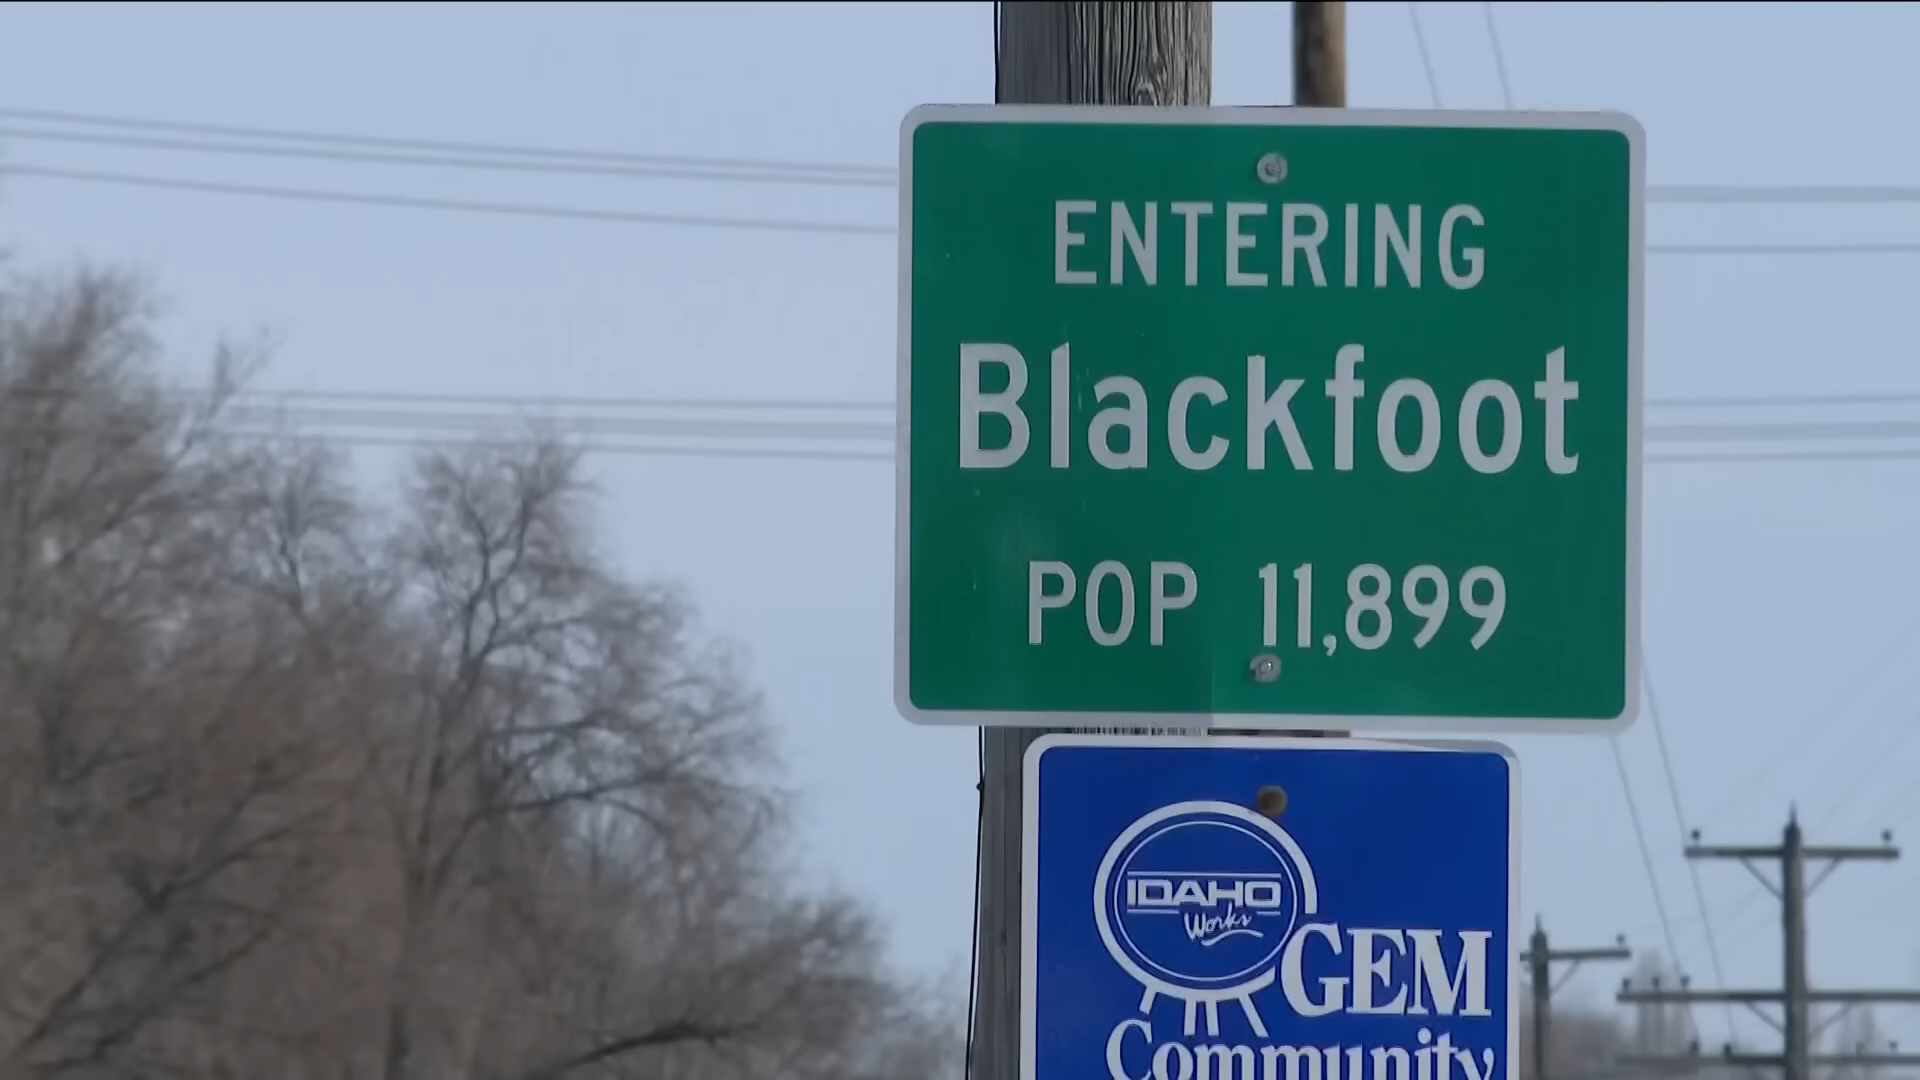 ENTERING
Blackfoot
POP 11,899
IDAHO
Works
GEM
Community